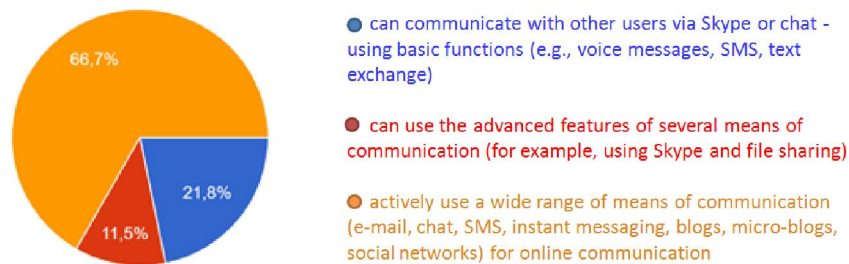 66,7%
21,8%
11,5%
can communicate with other users via Skype or chat -
using basic functions (e.g., voice messages, SMS, text
exchange)
can use the advanced features of several means of
communication (for example, using Skype and file sharing)
actively use a wide range of means of communication
(e-mail, chat, SMS, instant messaging, blogs, micro-blogs,
social networks) for online communication